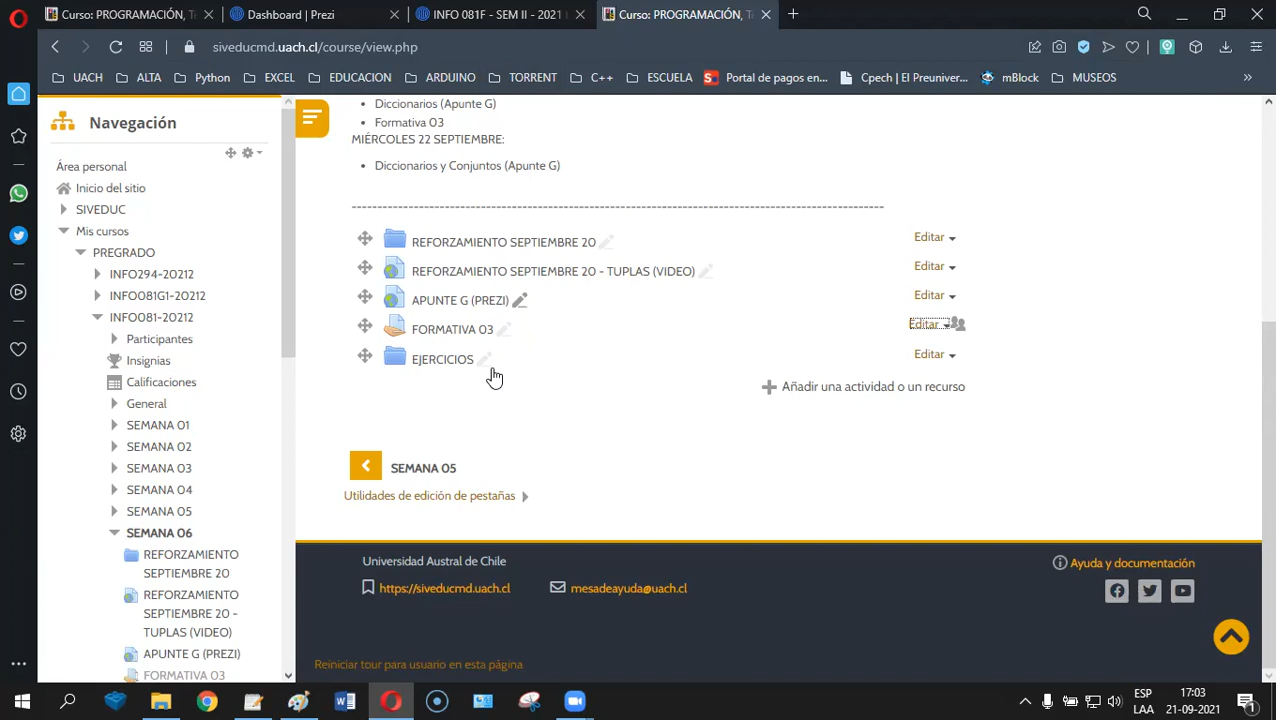 Curso: PROGRAMACIÓN, T
Dashboard | Prezi
INFO 081F - SEM II - 2021
Curso: PROGRAMACIÓN, T
siveducmd.uach.cl/course/view.php
UACH
ALTA
Python
EXCEL
EDUCACION
ARDUINO
TORRENT
C++
ESCUELA
Portal de pagos en...
Cpech | El Preuniver...
mBlock
MUSEOS
Navegación
Área personal
Inicio del sitio
SIVEDUC
Mis cursos
PREGRADO
INFO294-20212
INFO081G1-20212
INFO081-20212
Participantes
Insignias
Calificaciones
General
SEMANA 01
SEMANA 02
SEMANA 03
SEMANA 04
SEMANA 05
SEMANA 06
REFORZAMIENTO
SEPTIEMBRE 20
REFORZAMIENTO
SEPTIEMBRE 20 -
TUPLAS (VIDEO)
APUNTE G (PREZI)
FORMATIVA 03
Diccionarios (Apunte G)
Formativa 03
MIÉRCOLES 22 SEPTIEMBRE:
Diccionarios y Conjuntos (Apunte G)
REFORZAMIENTO SEPTIEMBRE 20
Editar
REFORZAMIENTO SEPTIEMBRE 20 - TUPLAS (VIDEO)
Editar
APUNTE G (PREZI)
Editar
FORMATIVA 03
Editar
EJERCICIOS
Editar
Añadir una actividad o un recurso
SEMANA 05
Utilidades de edición de pestañas
Universidad Austral de Chile
https://siveducmd.uach.cl
mesadeayuda@uach.cl
Ayuda y documentación
Reiniciar tour para usuario en esta página
ESP
LAA
17:03
21-09-2021
1